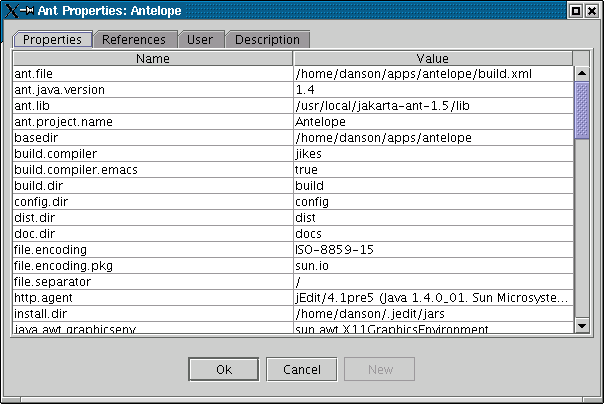 Ant Properties: Antelope
Properties References User Description
Name Value
ant.file /home/danson/apps/antelope/build.xml
ant.java.version 1.4
ant.lib /usr/local/jakarta-ant-1.5/lib
ant.project.name Antelope
basedir /home/danson/apps/antelope
build.compiler jikes
build.compiler.emacs true
build.dir build
config.dir config
dist.dir dist
doc.dir docs
file.encoding ISO-8859-15
file.encoding.pkg sun.io
file.separator /
http.agent jEdit/4.1pre5 (Java 1.4.0_01. Sun Microsyste...
install.dir /home/danson/.jedit/jars
java.awt.graphicsenv sun.awt.X11GraphicsEnvironment
Ok Cancel New